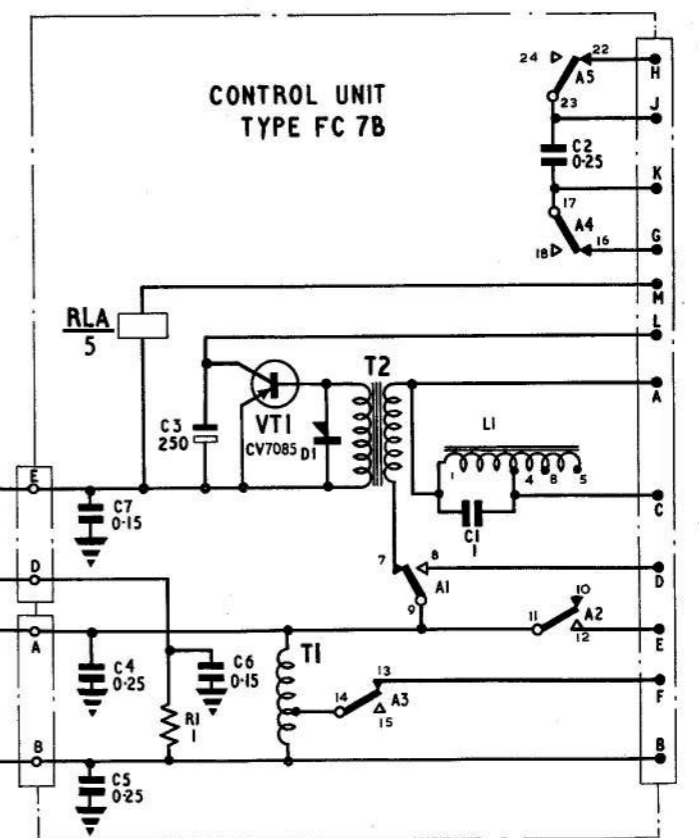 CONTROL UNIT
TYPE FC 7B
24 22 H
A5
23 J
C2
0·25
K
17
A4
18 16 G
M
RLA
5
L
T2
A
VT1
CV7085 D1
C3
250
L1
1 4 8 5
E
C
C7
0·15
C1
1
7 8 D
A1
9
D
10
11 A2
12 E
A
T1
C4
0·25
C6
0·15
13
14 A3
15 F
R1
1
B B
C5
0·25